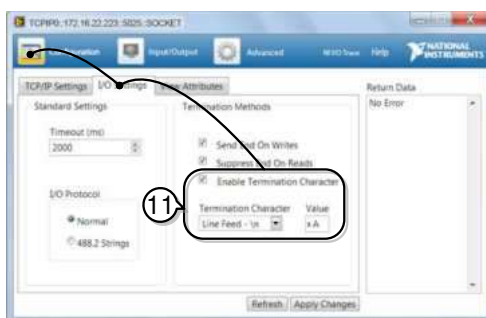 TCPIP0::172.16.22.223::5025::SOCKET
Input/Output
Advanced
NI I/O Trace
Help
NATIONAL INSTRUMENTS
TCP/IP Settings
I/O
Attributes
Return Data
Standard Settings
Termination Methods
No Error
Timeout (ms)
2000
Send End On Writes
Suppress End On Reads
Enable Termination Character
I/O Protocol
11
Termination Character
Value
Normal
Line Feed - \n
xA
488.2 Strings
Refresh
Apply Changes